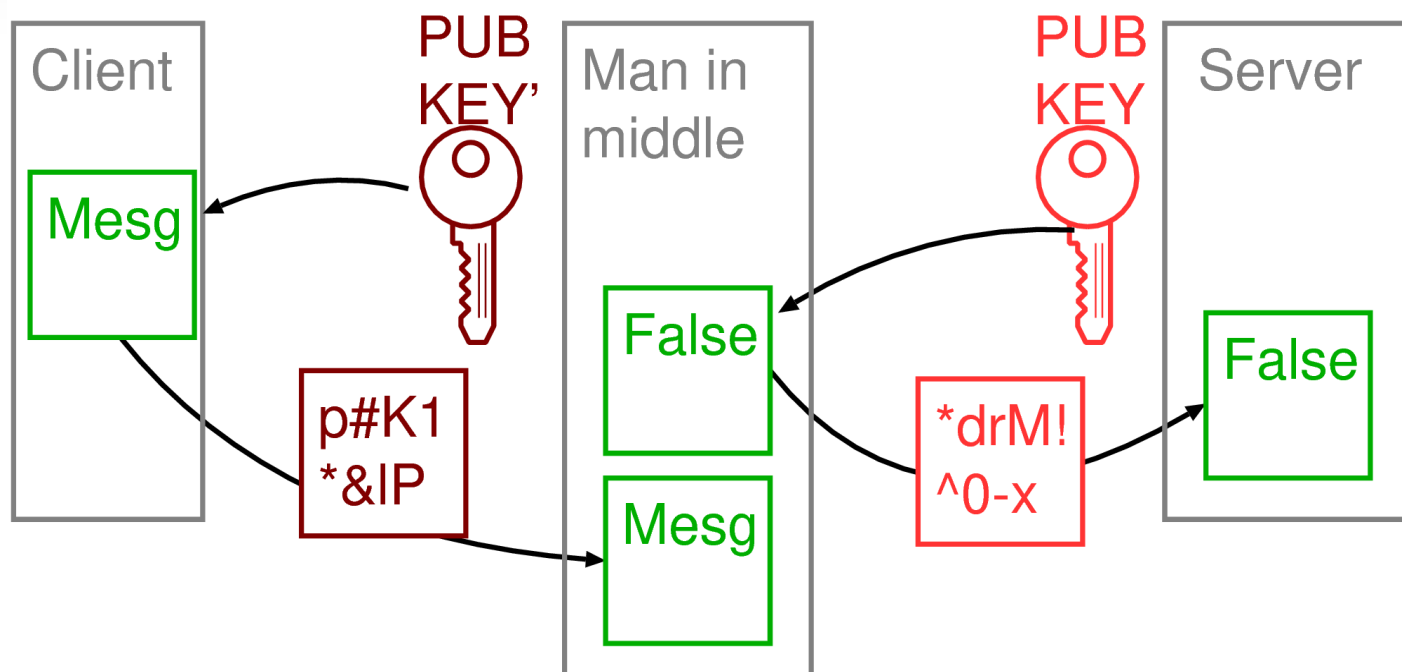 Client
PUB
KEY’
Man in
middle
PUB
KEY
Server
Mesg
False
False
p#K1
*&IP
*drM!
^0-x
Mesg